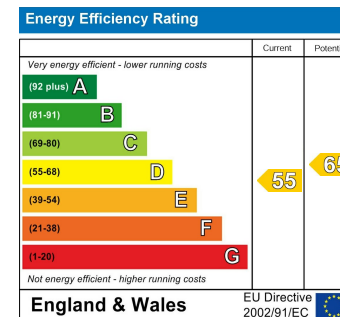 Energy Efficiency Rating
Current Potent
Very energy efficient - lower running costs
(92 plus) A
(81-91) B
(69-80) C
(55-68) D
(39-54) E
(21-38) F
(1-20) G
55
65
Not energy efficient - higher running costs
England & Wales
EU Directive
2002/91/EC